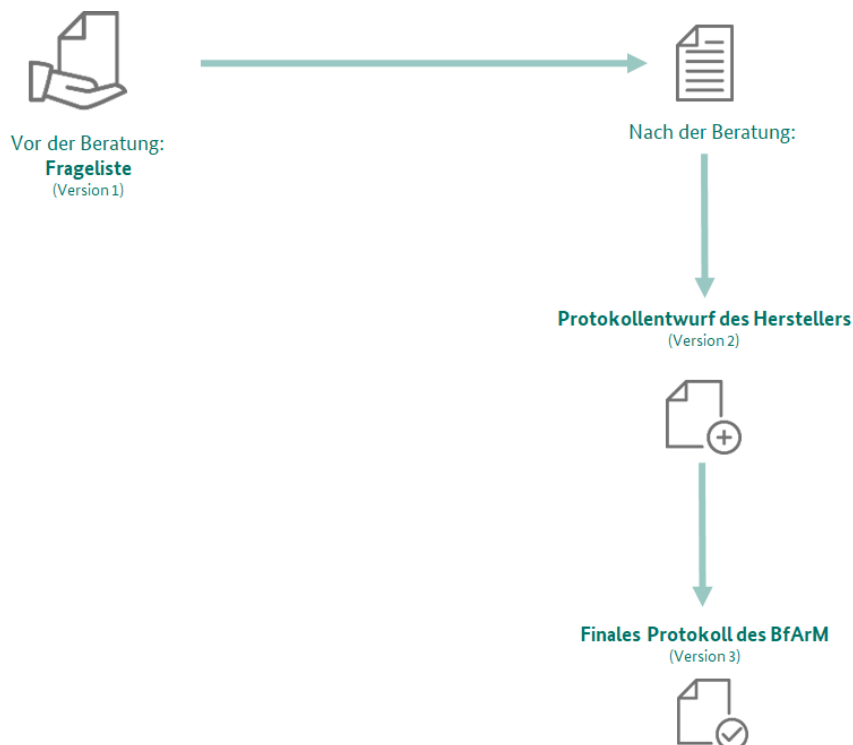 Vor der Beratung:
Frageliste
(Version 1)
Nach der Beratung:
Protokollentwurf des Herstellers
(Version 2)
Finales Protokoll des BfArM
(Version 3)